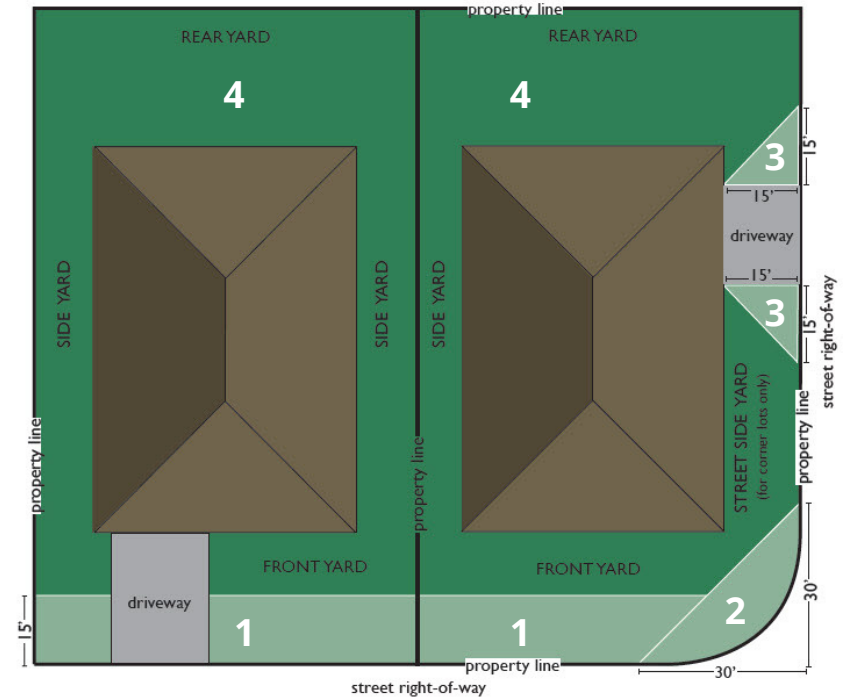 property line
REAR YARD
REAR YARD
4
4
3
15'
15'
driveway
15'
3
15'
SIDE YARD
SIDE YARD
SIDE YARD
street right-of-way
STREET SIDE YARD
(for corner lots only)
property line
property line
property line
FRONT YARD
FRONT YARD
driveway
15'
1
1
2
30'
property line
30'
street right-of-way